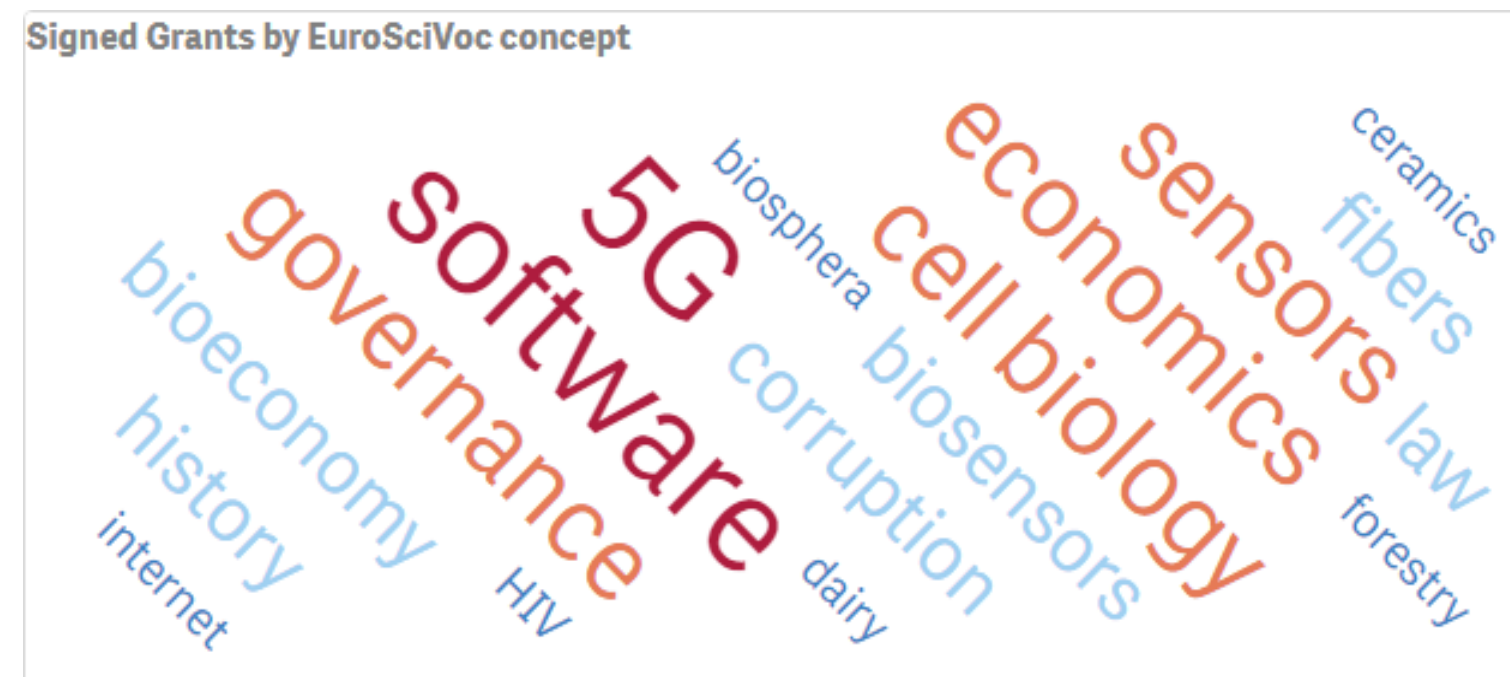 Signed Grants by EuroSciVoc concept
governance
software
5G
biosphera
economics
sensors
ceramics
fibers
cell biology
bioeconomy
corruption
biosensors
law
history
internet
HIV
dairy
forestry